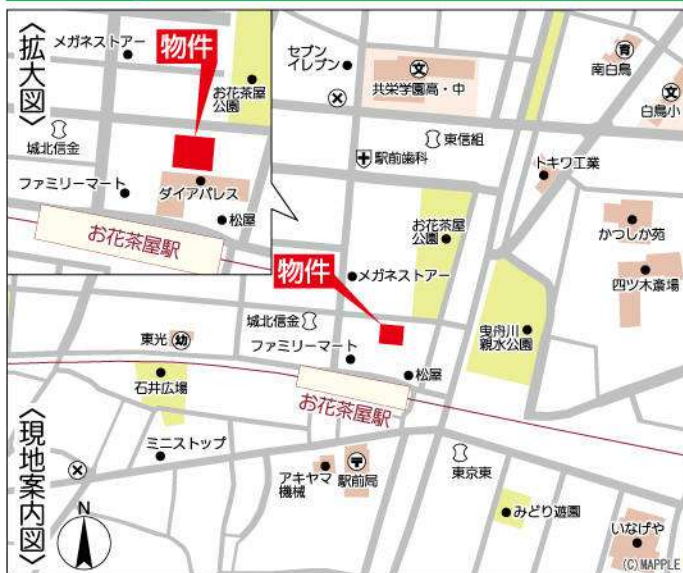 〈拡大図〉
メガネストアー
物件
お花茶屋
公園
城北信金
ファミリーマート
ダイアパレス
松屋
お花茶屋駅
セブン
イレブン
文
共栄学園高・中
育
南白鳥
文
白鳥小
東信組
駅前歯科
トキワ工業
お花茶屋
公園
かつしか苑
物件
メガネストアー
四ツ木斎場
城北信金
曳舟川
親水公園
東光
幼
ファミリーマート
松屋
石井広場
お花茶屋駅
〈現地案内図〉
ミニストップ
アキヤマ
機械
駅前局
東京東
みどり遊園
いなげや
N
(C)MAPPLE